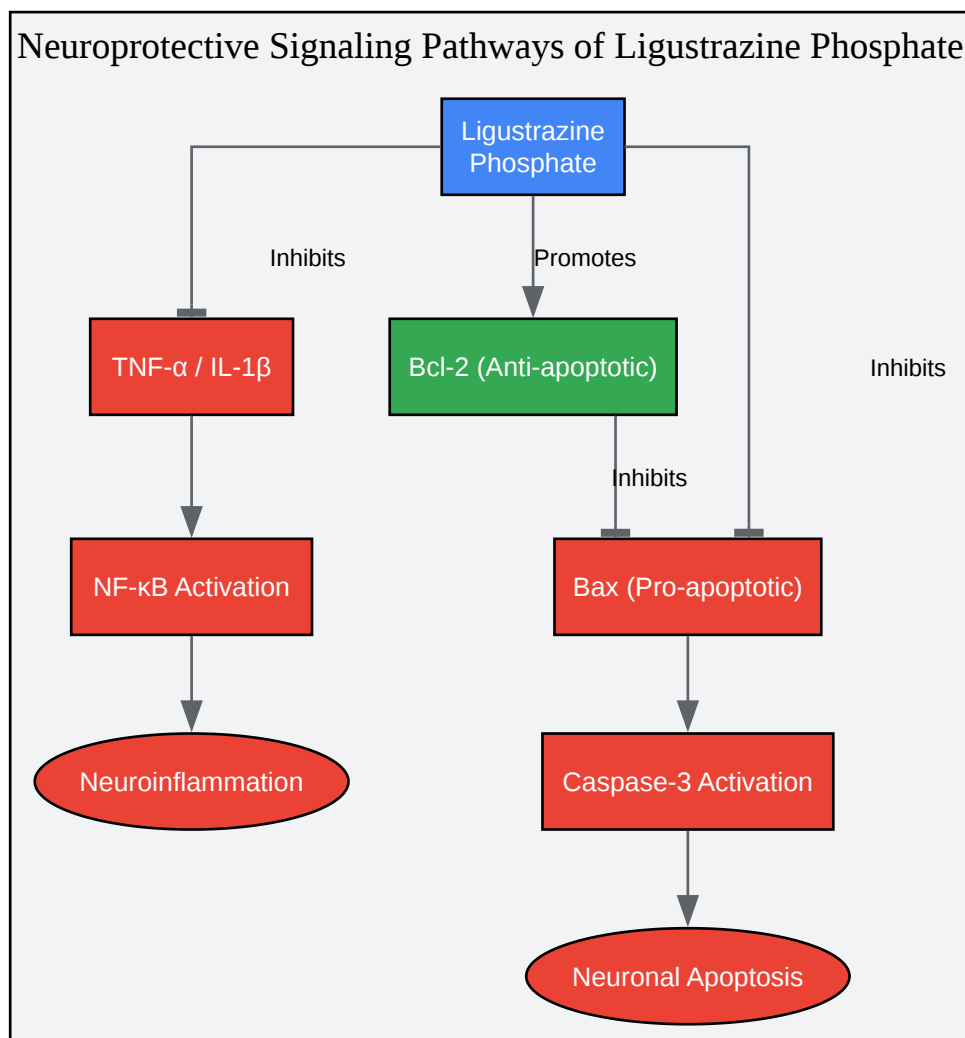 Neuroprotective Signaling Pathways of Ligustrazine Phosphate
Ligustrazine
Phosphate
Inhibits
Promotes
TNF-α / IL-1β
Bcl-2 (Anti-apoptotic)
Inhibits
Inhibits
NF-κB Activation
Bax (Pro-apoptotic)
Neuroinflammation
Caspase-3 Activation
Neuronal Apoptosis